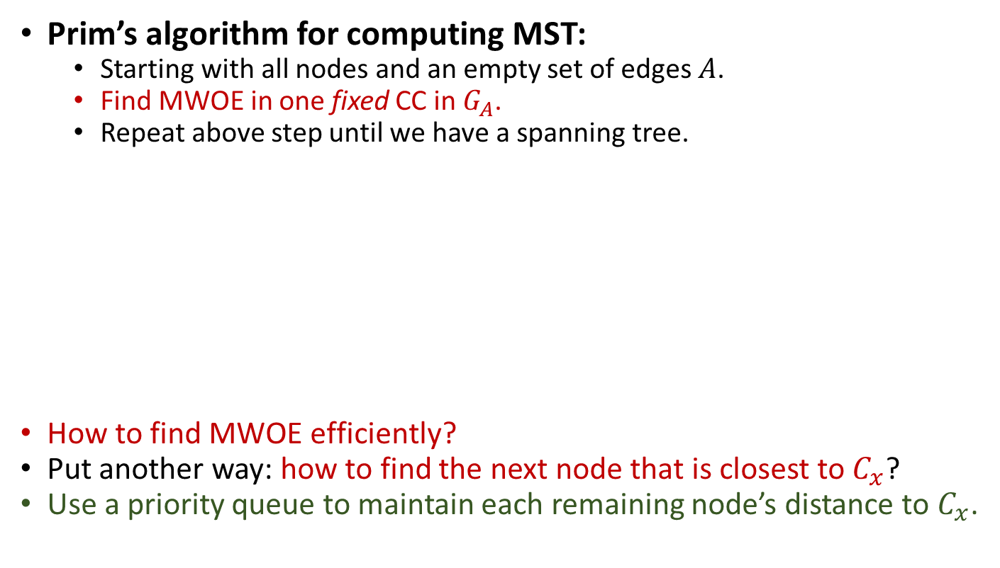 • Prim’s algorithm for computing MST:
• Starting with all nodes and an empty set of edges A.
• Find MWOE in one fixed CC in G_A.
• Repeat above step until we have a spanning tree.
• How to find MWOE efficiently?
• Put another way: how to find the next node that is closest to C_x?
• Use a priority queue to maintain each remaining node’s distance to C_x.